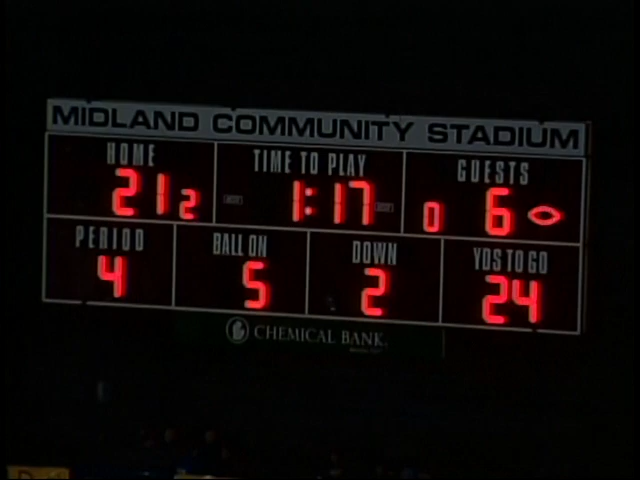 MIDLAND COMMUNITY STADIUM
HOME TIME TO PLAY GUESTS
21 2 1:17 0 6
PERIOD BALL ON DOWN YDS TO GO
4 5 2 24
CHEMICAL BANK